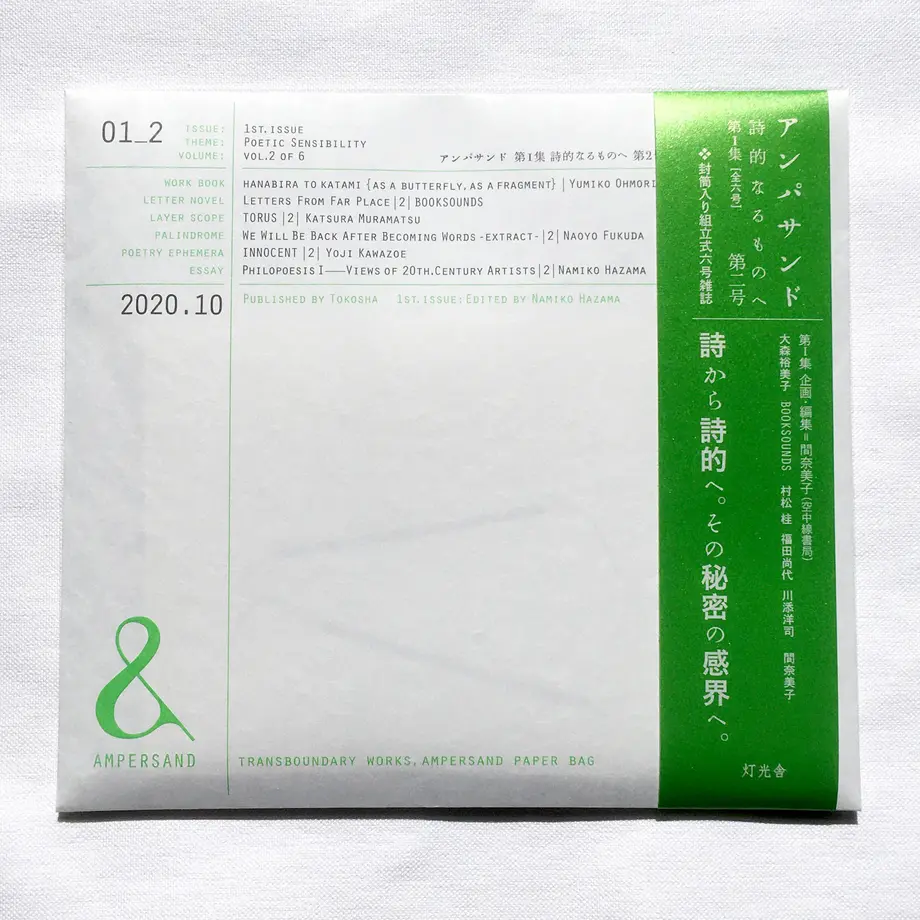 01_2
ISSUE: 1ST. ISSUE
THEME: POETIC SENSIBILITY
VOLUME: VOL.2 OF 6
アンパサンド 第I集 詩的なるものへ 第2
WORK BOOK HANABIRA TO KATAMI {AS A BUTTERFLY, AS A FRAGMENT} | YUMIKO OHMORI
LETTER NOVEL LETTERS FROM FAR PLACE |2| BOOKSOUNDS
LAYER SCOPE TORUS |2| KATSURA MURAMATSU
PALINDROME WE WILL BE BACK AFTER BECOMING WORDS -EXTRACT- |2| NAOYO FUKUDA
POETRY EPHEMERA INNOCENT |2| YOJI KAWAZOE
ESSAY PHILOPOESIS I——VIEWS OF 20TH.CENTURY ARTISTS |2| NAMIKO HAZAMA
2020.10
PUBLISHED BY TOKOSHA 1ST.ISSUE: EDITED BY NAMIKO HAZAMA
&
AMPERSAND
TRANSBOUNDARY WORKS, AMPERSAND PAPER BAG
アンパサンド
詩的なるものへ
第I集［全六号］ 第二号
❖封筒入り組立式六号雑誌
第I集 企画・編集＝間奈美子(空中線書局)
大森裕美子 BOOKSOUNDS 村松 桂 福田尚代 川添洋司 間奈美子
詩から詩的へ。その秘密の感界へ。
灯光舎